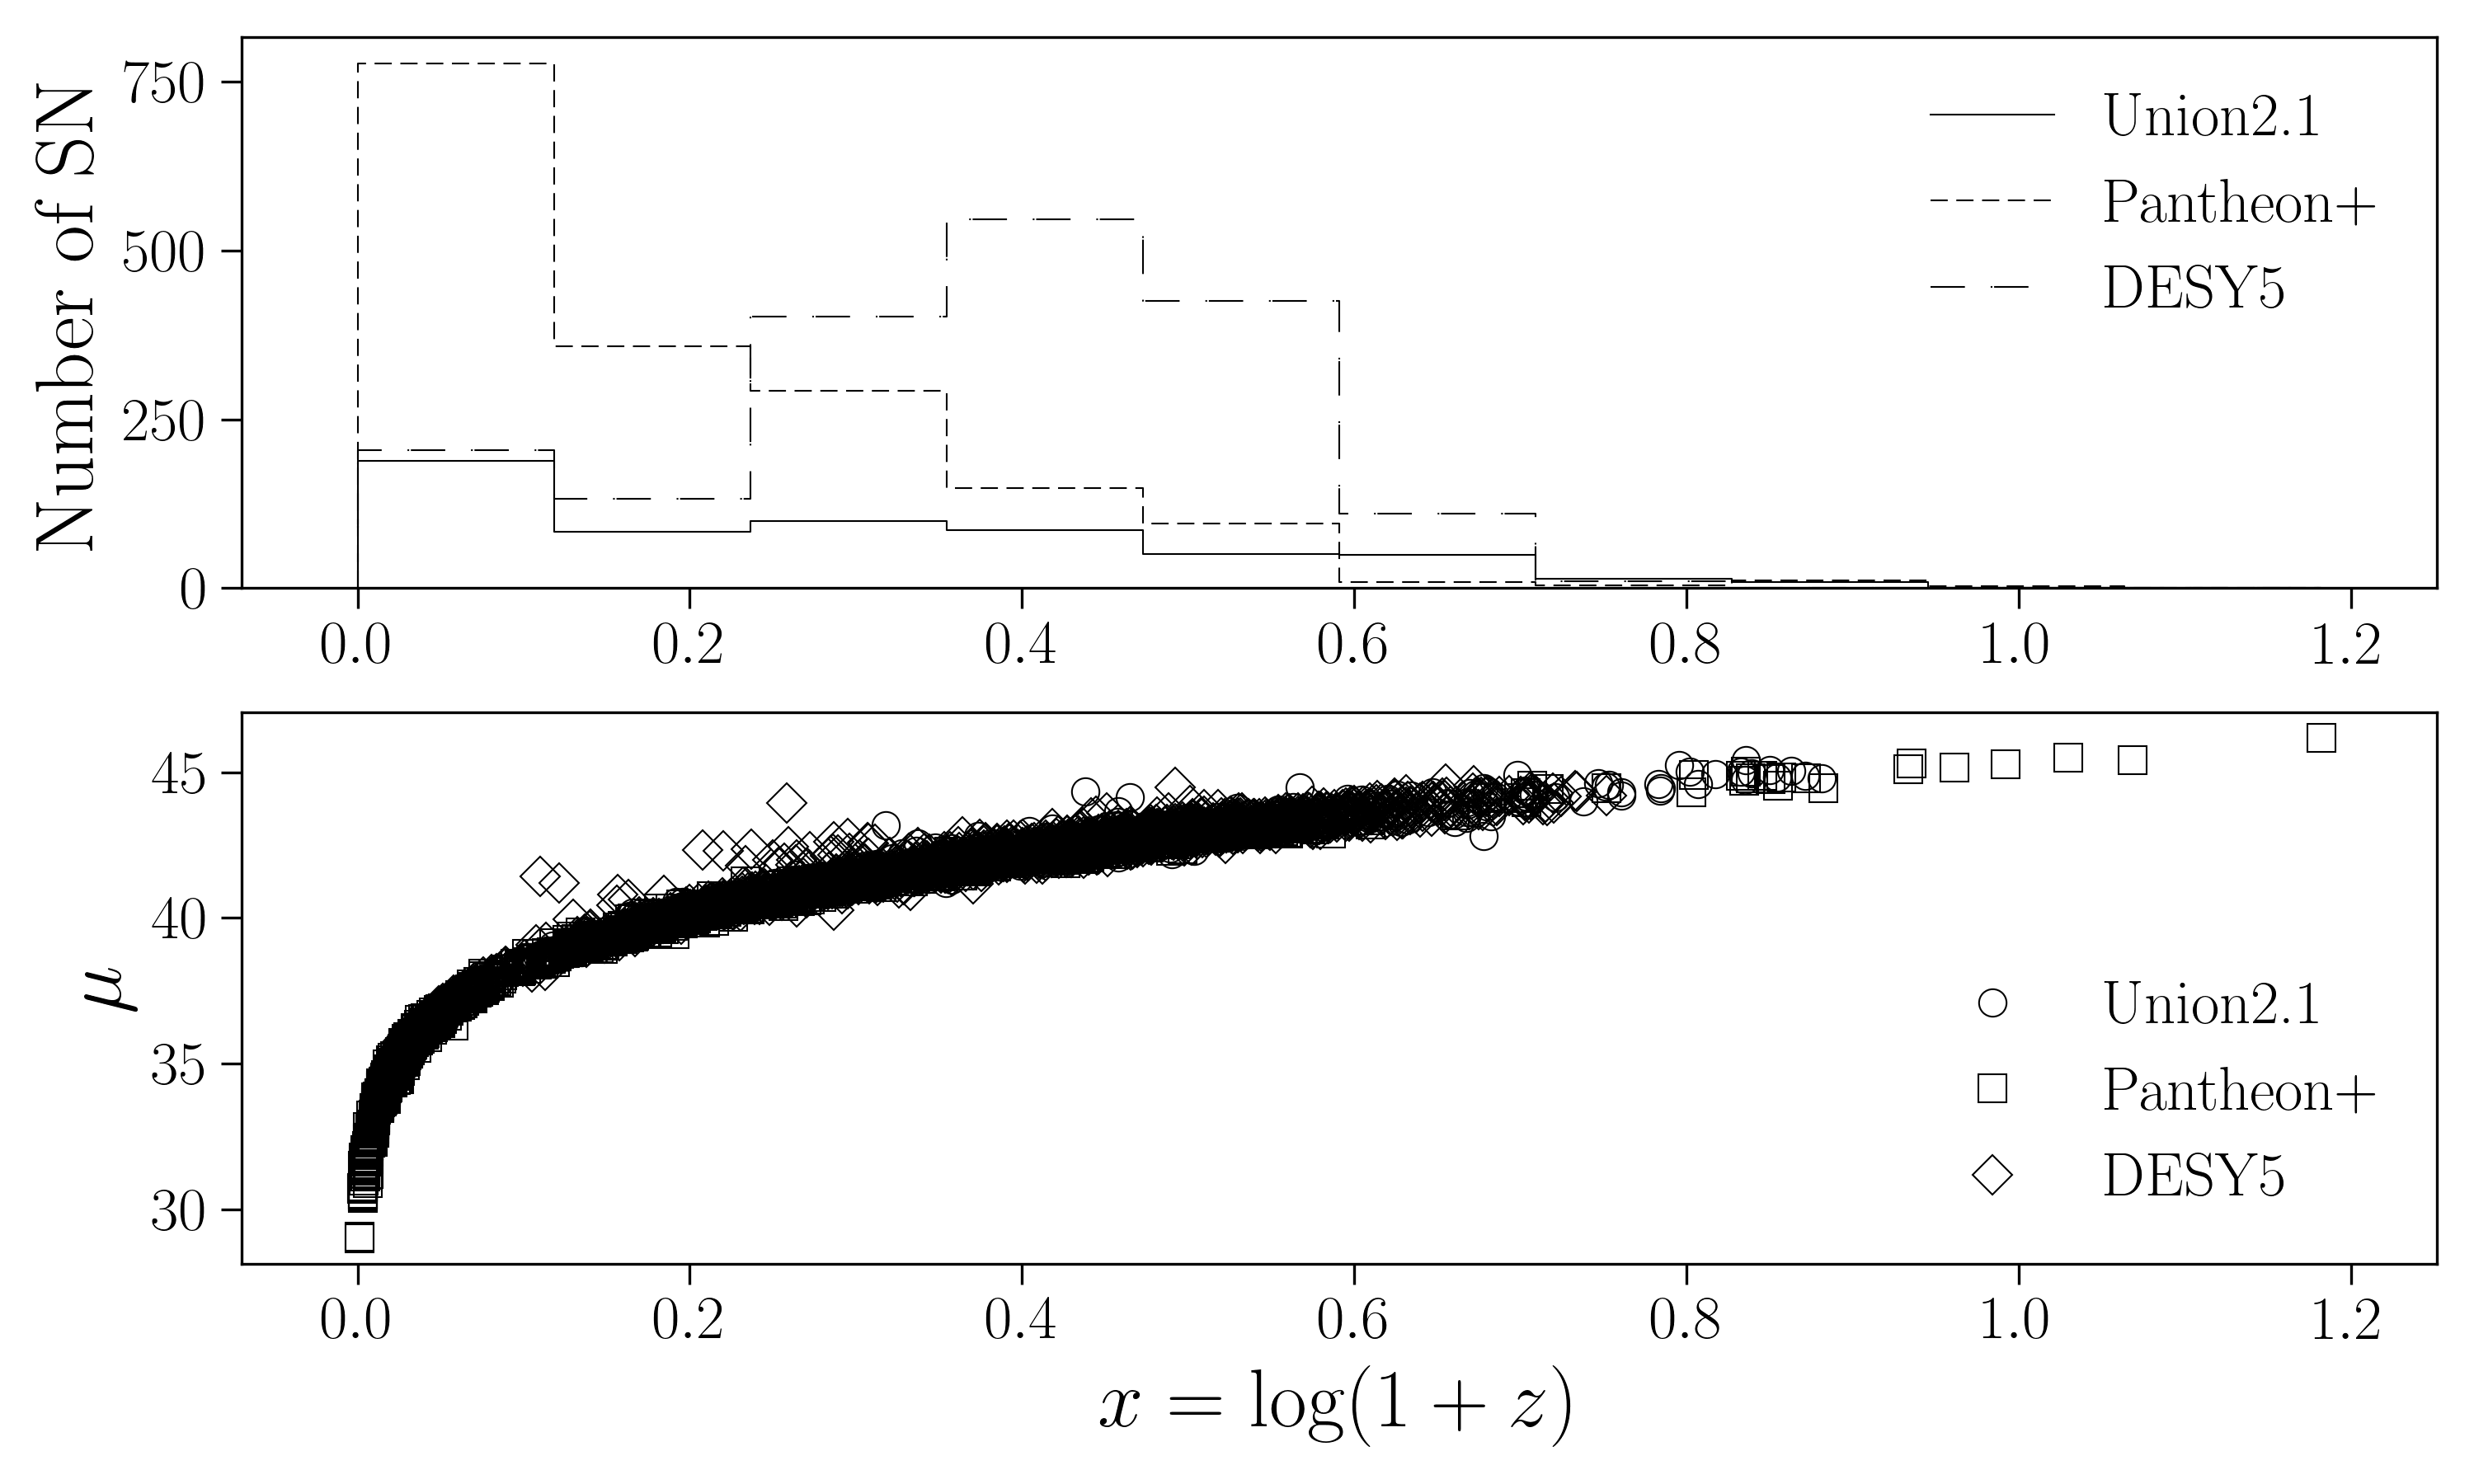 Number of SN
750
500
250
0
Union2.1
Pantheon+
DESY5
0.0 0.2 0.4 0.6 0.8 1.0 1.2
μ
45
40
35
30
Union2.1
Pantheon+
DESY5
0.0 0.2 0.4 0.6 0.8 1.0 1.2
x = log(1 + z)